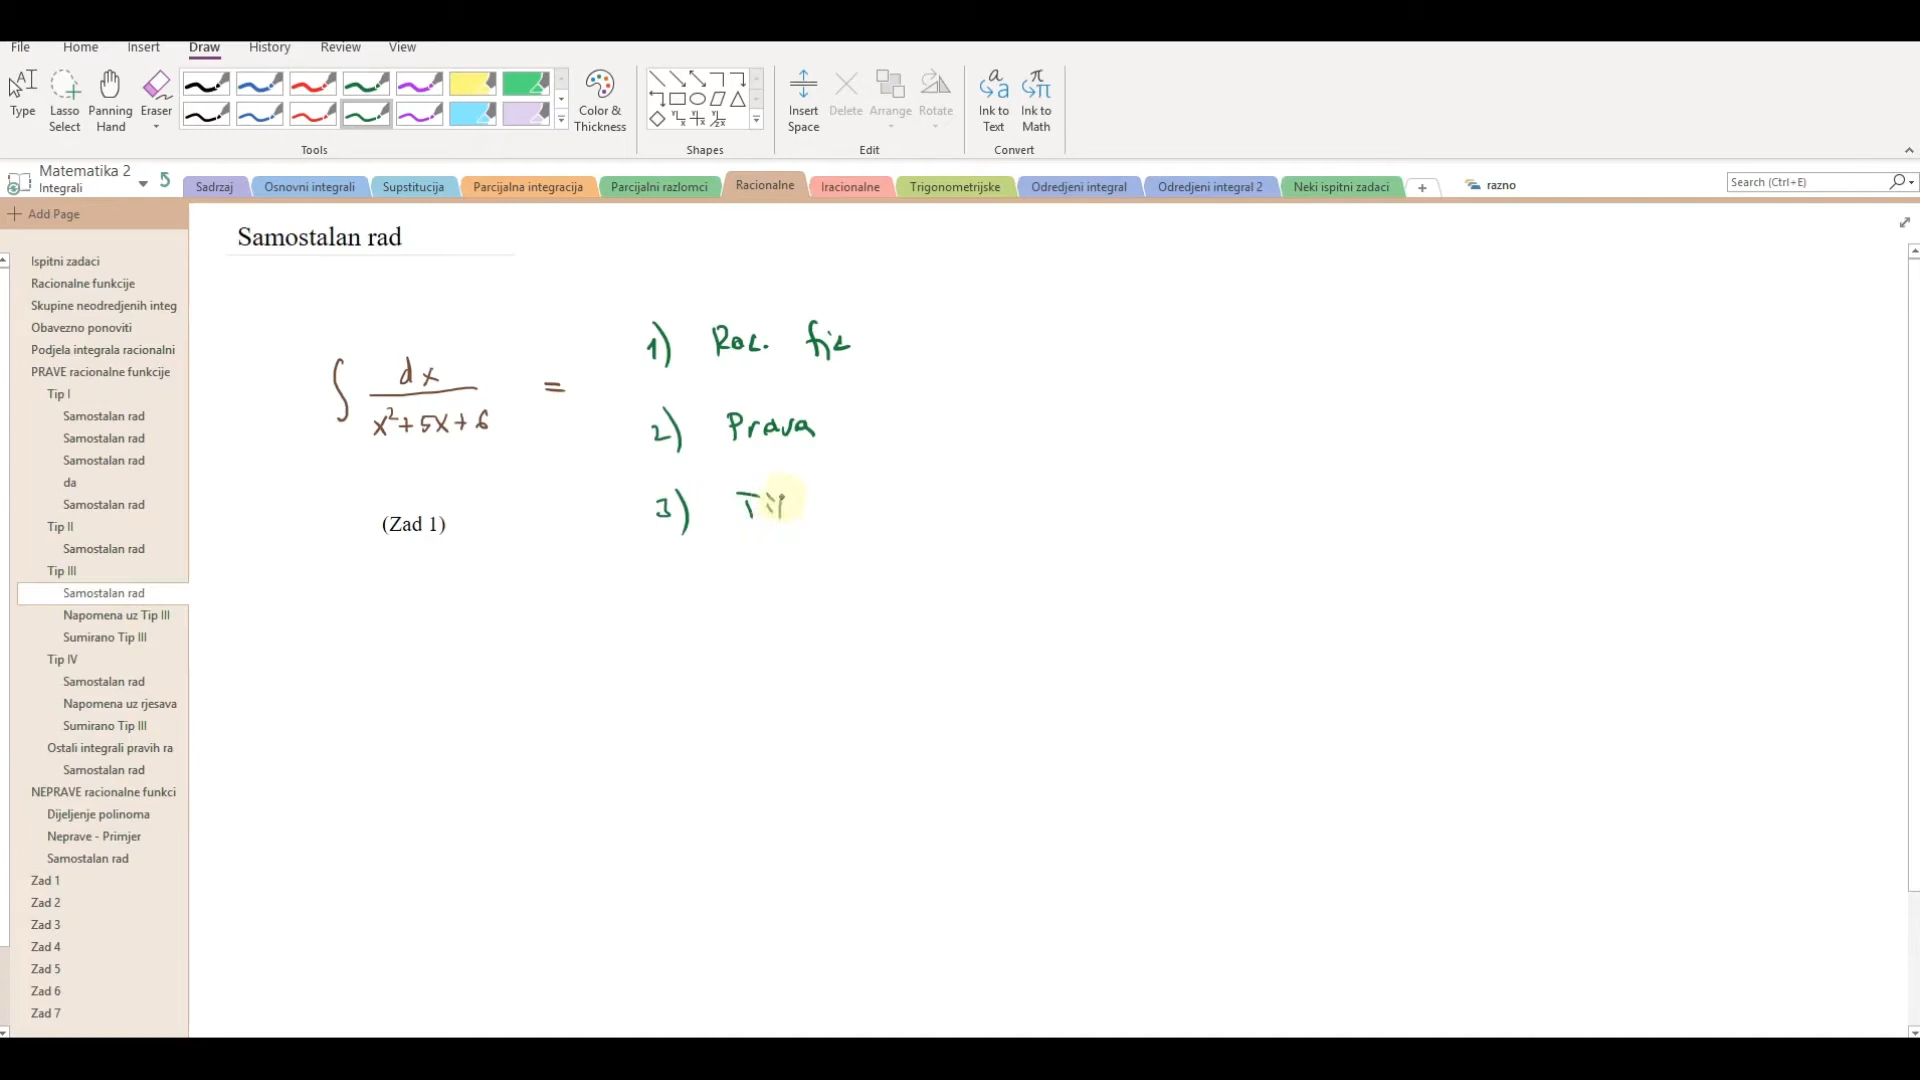 File Home Insert Draw History Review View
Type Lasso Select Panning Hand Eraser Color & Thickness Insert Space Delete Arrange Rotate Ink to Text Ink to Math
Tools Shapes Edit Convert
Matematika 2
Integrali
Sadrzaj Osnovni integrali Supstitucija Parcijalna integracija Parcijalni razlomci Racionalne Iracionalne Trigonometrijske Odredjeni integral Odredjeni integral 2 Neki ispitni zadaci + razno Search (Ctrl+E)
Add Page
Ispitni zadaci
Racionalne funkcije
Skupine neodredjenih integ
Obavezno ponoviti
Podjela integrala racionalni
PRAVE racionalne funkcije
Tip I
Samostalan rad
Samostalan rad
Samostalan rad
da
Samostalan rad
Tip II
Samostalan rad
Tip III
Samostalan rad
Napomena uz Tip III
Sumirano Tip III
Tip IV
Samostalan rad
Napomena uz rjesava
Sumirano Tip III
Ostali integrali pravih ra
Samostalan rad
NEPRAVE racionalne funkci
Dijeljenje polinoma
Neprave - Primjer
Samostalan rad
Zad 1
Zad 2
Zad 3
Zad 4
Zad 5
Zad 6
Zad 7
Samostalan rad
∫ dx / (x² + 5x + 6) =
(Zad 1)
1) Rac. fje
2) Prava
3) Tip